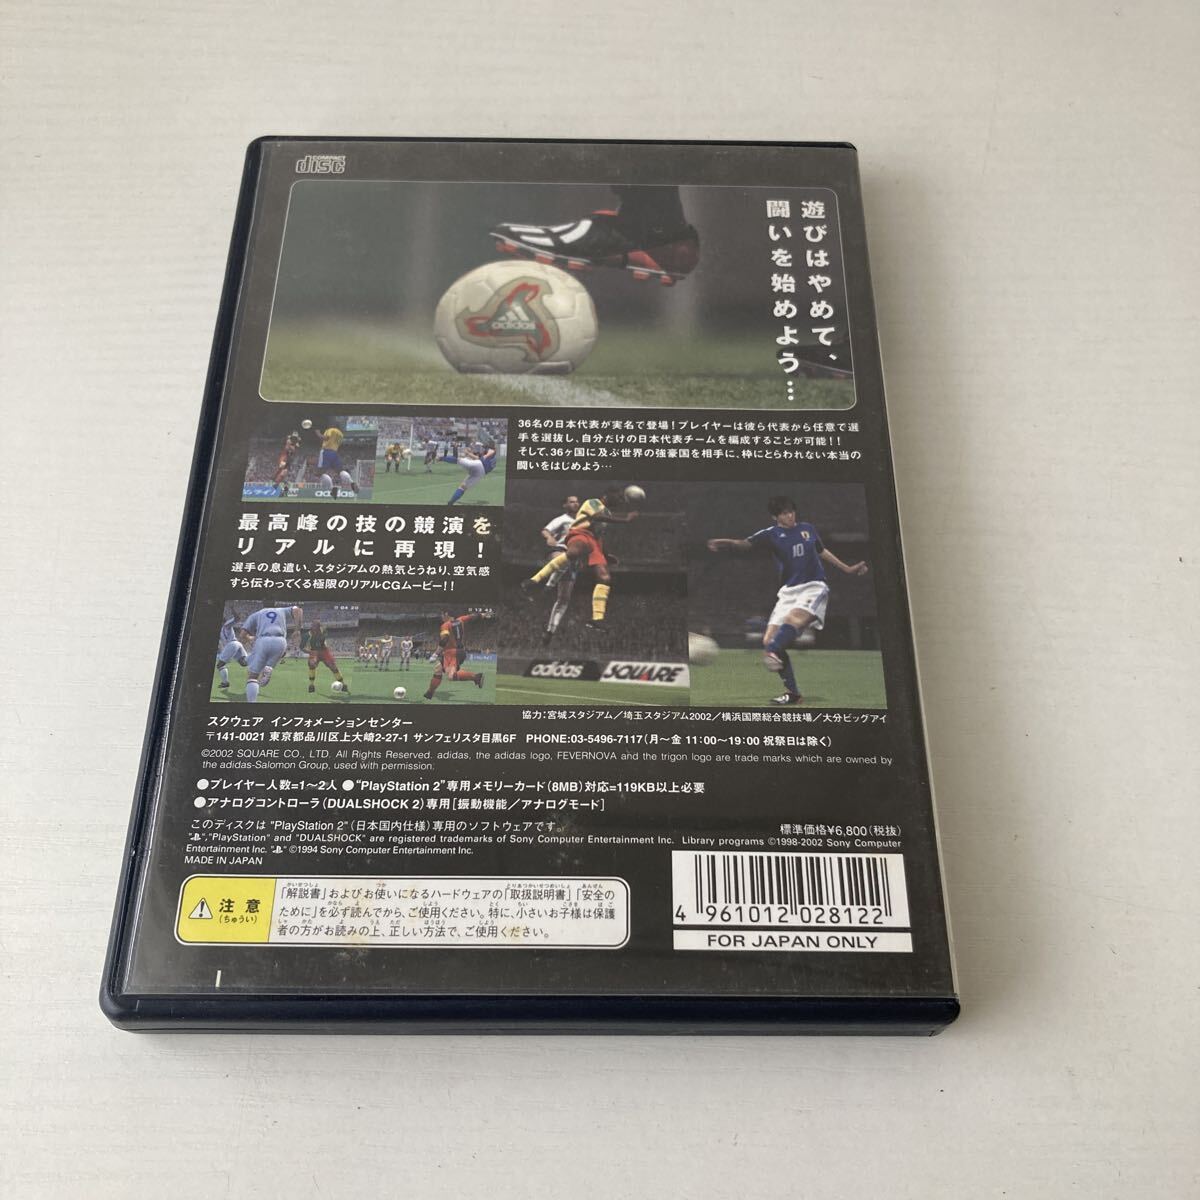 COMPACT
disc
遊びはやめて、
闘いを始めよう…
adidas
36名の日本代表が実名で登場!プレイヤーは彼ら代表から任意で選
手を選抜し、自分だけの日本代表チームを編成することが可能!!
そして、36ヶ国に及ぶ世界の強豪国を相手に、枠にとらわれない本当の
闘いをはじめよう…
adidas
最高峰の技の競演を
リアルに再現!
選手の息遣い、スタジアムの熱気とうねり、空気感
すら伝わってくる極限のリアルCGムービー!!
10
9
04:20
13:43
adidas
SQUARE
協力:宮城スタジアム/埼玉スタジアム2002/横浜国際総合競技場/大分ビッグアイ
スクウェア インフォメーションセンター
〒141-0021 東京都品川区上大崎2-27-1 サンフェリスタ目黒6F PHONE:03-5496-7117(月~金 11:00~19:00 祝祭日は除く)
©2002 SQUARE CO., LTD. All Rights Reserved. adidas, the adidas logo, FEVERNOVA and the trigon logo are trade marks which are owned by
the adidas-Salomon Group, used with permission.
●プレイヤー人数=1~2人 ●"PlayStation 2"専用メモリーカード(8MB)対応=119KB以上必要
●アナログコントローラ(DUALSHOCK 2)専用[振動機能/アナログモード]
このディスクは "PlayStation 2"(日本国内仕様)専用のソフトウェアです。
標準価格¥6,800(税抜)
" ", "PlayStation" and "DUALSHOCK" are registered trademarks of Sony Computer Entertainment Inc. Library programs ©1998-2002 Sony Computer
Entertainment Inc. " " ©1994 Sony Computer Entertainment Inc.
MADE IN JAPAN
注意
(ちゅうい)
「解説書」およびお使いになるハードウェアの「取扱説明書」「安全の
ために」を必ず読んでから、ご使用ください。特に、小さいお子様は保護
者の方がお読みの上、正しい方法で、ご使用ください。
4 961012 028122
FOR JAPAN ONLY